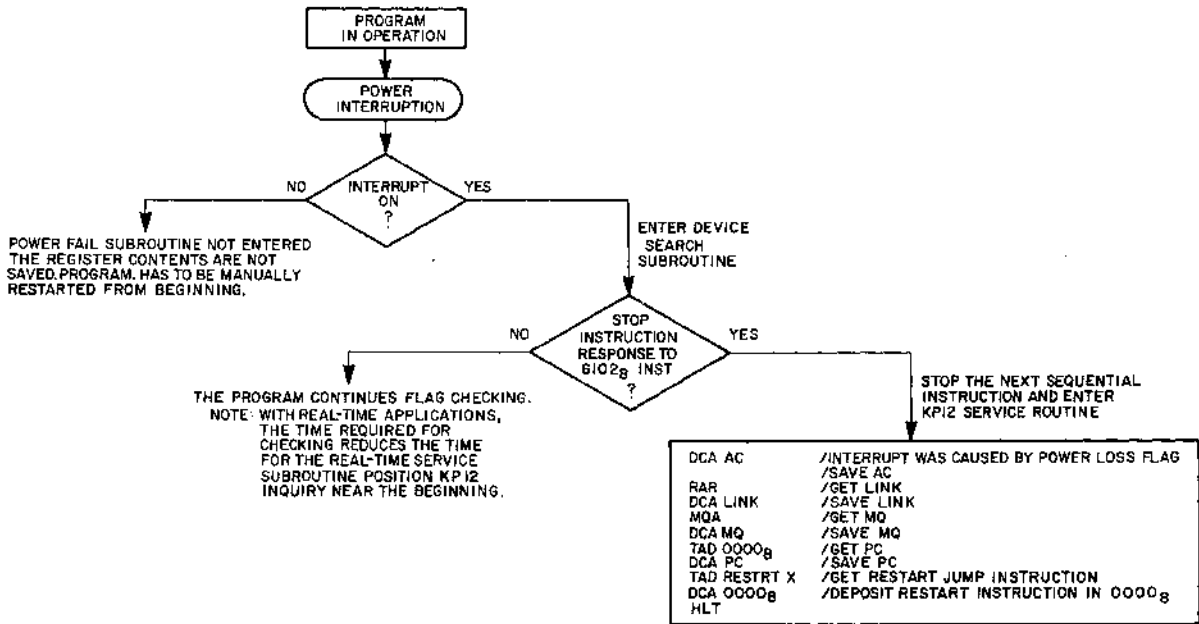 PROGRAM
IN OPERATION
POWER
INTERRUPTION
INTERRUPT
ON
?
NO
YES
POWER FAIL SUBROUTINE NOT ENTERED
THE REGISTER CONTENTS ARE NOT
SAVED.PROGRAM. HAS TO BE MANUALLY
RESTARTED FROM BEGINNING.
ENTER DEVICE
SEARCH
SUBROUTINE
STOP
INSTRUCTION
RESPONSE TO
6102₈ INST
?
NO
YES
THE PROGRAM CONTINUES FLAG CHECKING.
NOTE: WITH REAL-TIME APPLICATIONS,
THE TIME REQUIRED FOR
CHECKING REDUCES THE TIME
FOR THE REAL-TIME SERVICE
SUBROUTINE POSITION KP12
INQUIRY NEAR THE BEGINNING.
STOP THE NEXT SEQUENTIAL
INSTRUCTION AND ENTER
KP12 SERVICE ROUTINE
DCA AC /INTERRUPT WAS CAUSED BY POWER LOSS FLAG
/SAVE AC
RAR /GET LINK
DCA LINK /SAVE LINK
MQA /GET MQ
DCA MQ /SAVE MQ
TAD 0000₈ /GET PC
DCA PC /SAVE PC
TAD RESTRT X /GET RESTART JUMP INSTRUCTION
DCA 0000₈ /DEPOSIT RESTART INSTRUCTION IN 0000₈
HLT